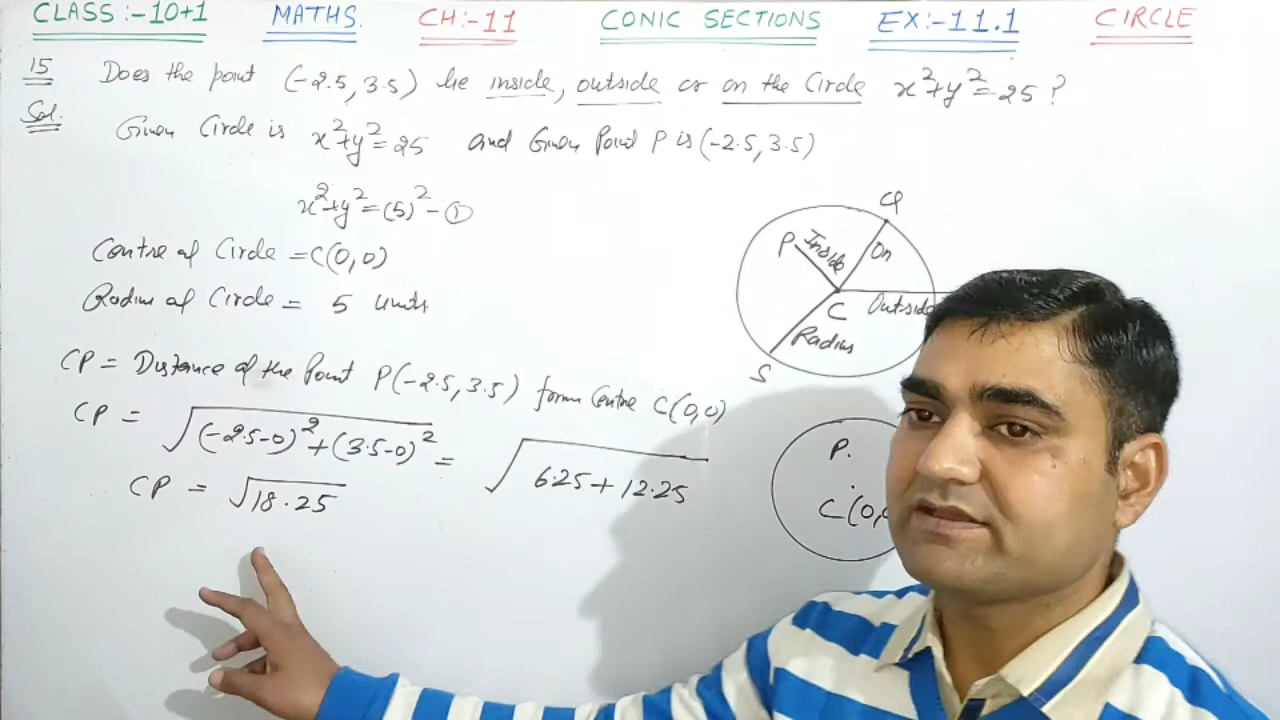 CLASS:-10+1 MATHS. CH:-11 CONIC SECTIONS EX:-11.1 CIRCLE
15 Does the point (-2.5, 3.5) lie inside, outside or on the Circle x²+y²=25?
Sol. Given Circle is x²+y²=25 and Given Point P is (-2.5, 3.5)
x²+y²=(5)² - ①
Centre of Circle = C(0,0)
Radius of Circle = 5 units
CP = Distance of the Point P(-2.5, 3.5) form Centre C(0,0)
CP = √(-2.5-0)²+(3.5-0)² = √6.25+12.25
CP = √18.25
Q
P Inside On
C Outside
Radius
S
P.
C(0,